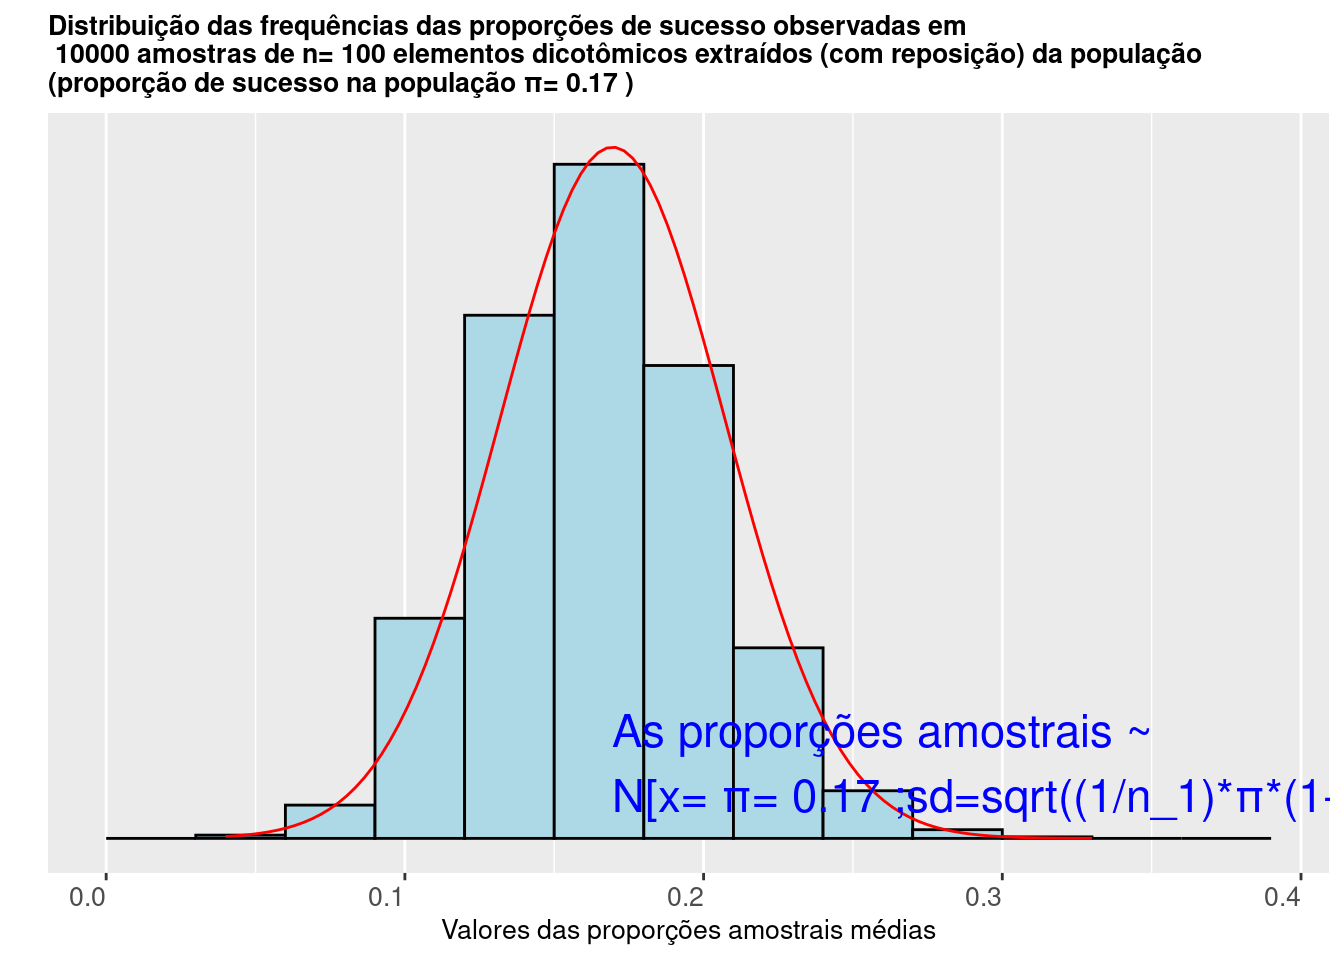 Distribuição das frequências das proporções de sucesso observadas em
10000 amostras de n= 100 elementos dicotômicos extraídos (com reposição) da população
(proporção de sucesso na população π= 0.17 )
As proporções amostrais ~
N[x= π= 0.17 ;sd=sqrt((1/n_1)*π*(1-
0.0 0.1 0.2 0.3 0.4
Valores das proporções amostrais médias